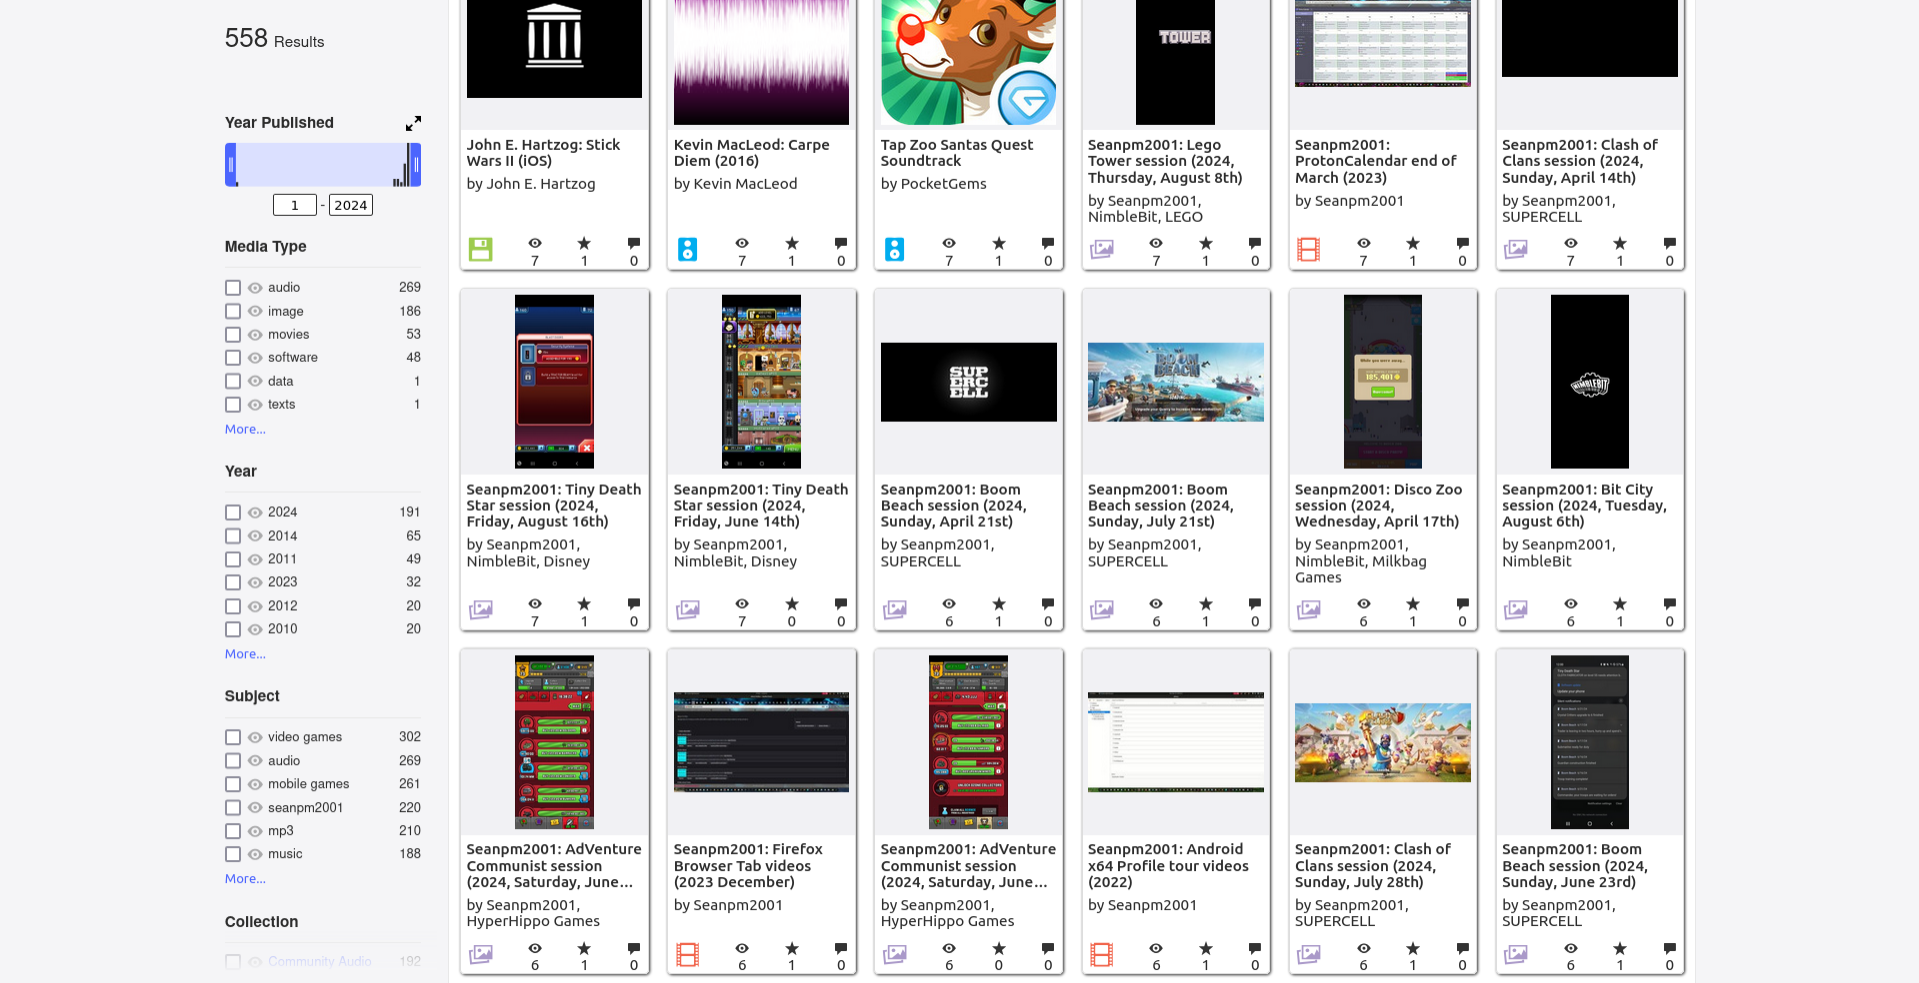 558 Results
Year Published
1 - 2024
Media Type
audio 269
image 186
movies 53
software 48
data 1
texts 1
More...
Year
2024 191
2014 65
2011 49
2023 32
2012 20
2010 20
More...
Subject
video games 302
audio 269
mobile games 261
seanpm2001 220
mp3 210
music 188
More...
Collection
Community Audio 192
John E. Hartzog: Stick
Wars II (iOS)
by John E. Hartzog
7 1 0
Kevin MacLeod: Carpe
Diem (2016)
by Kevin MacLeod
7 1 0
Tap Zoo Santas Quest
Soundtrack
by PocketGems
7 1 0
TOWER
Seanpm2001: Lego
Tower session (2024,
Thursday, August 8th)
by Seanpm2001,
NimbleBit, LEGO
7 1 0
Seanpm2001:
ProtonCalendar end of
March (2023)
by Seanpm2001
7 1 0
Seanpm2001: Clash of
Clans session (2024,
Sunday, April 14th)
by Seanpm2001,
SUPERCELL
7 1 0
Seanpm2001: Tiny Death
Star session (2024,
Friday, August 16th)
by Seanpm2001,
NimbleBit, Disney
7 1 0
Seanpm2001: Tiny Death
Star session (2024,
Friday, June 14th)
by Seanpm2001,
NimbleBit, Disney
7 0 0
SUP
ERC
ELL
Seanpm2001: Boom
Beach session (2024,
Sunday, April 21st)
by Seanpm2001,
SUPERCELL
6 1 0
BOOM
BEACH
Seanpm2001: Boom
Beach session (2024,
Sunday, July 21st)
by Seanpm2001,
SUPERCELL
6 1 0
While you were away...
185,401
Seanpm2001: Disco Zoo
session (2024,
Wednesday, April 17th)
by Seanpm2001,
NimbleBit, Milkbag
Games
6 1 0
NIMBLEBIT
Seanpm2001: Bit City
session (2024, Tuesday,
August 6th)
by Seanpm2001,
NimbleBit
6 1 0
Seanpm2001: AdVenture
Communist session
(2024, Saturday, June...
by Seanpm2001,
HyperHippo Games
6 1 0
Seanpm2001: Firefox
Browser Tab videos
(2023 December)
by Seanpm2001
6 1 0
Seanpm2001: AdVenture
Communist session
(2024, Saturday, June...
by Seanpm2001,
HyperHippo Games
6 0 0
Seanpm2001: Android
x64 Profile tour videos
(2022)
by Seanpm2001
6 1 0
Seanpm2001: Clash of
Clans session (2024,
Sunday, July 28th)
by Seanpm2001,
SUPERCELL
6 1 0
Seanpm2001: Boom
Beach session (2024,
Sunday, June 23rd)
by Seanpm2001,
SUPERCELL
6 1 0